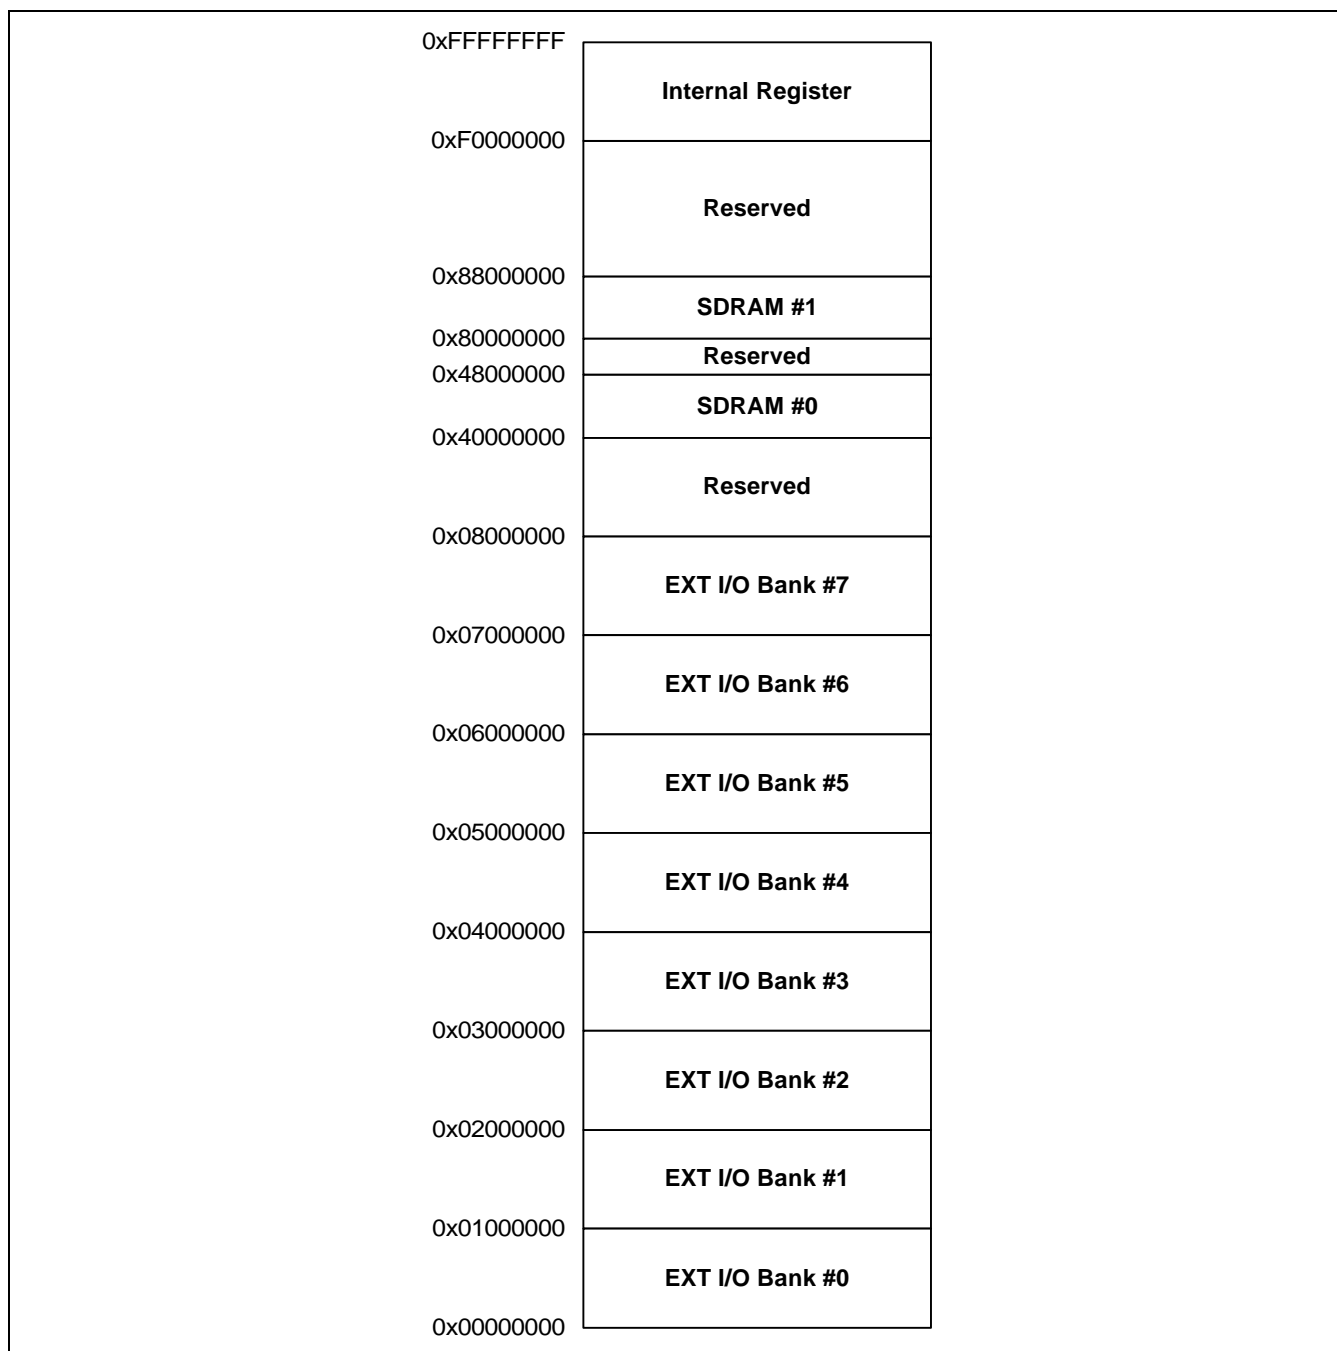 0xFFFFFFFF
Internal Register
0xF0000000
Reserved
0x88000000
SDRAM #1
0x80000000
Reserved
0x48000000
SDRAM #0
0x40000000
Reserved
0x08000000
EXT I/O Bank #7
0x07000000
EXT I/O Bank #6
0x06000000
EXT I/O Bank #5
0x05000000
EXT I/O Bank #4
0x04000000
EXT I/O Bank #3
0x03000000
EXT I/O Bank #2
0x02000000
EXT I/O Bank #1
0x01000000
EXT I/O Bank #0
0x00000000